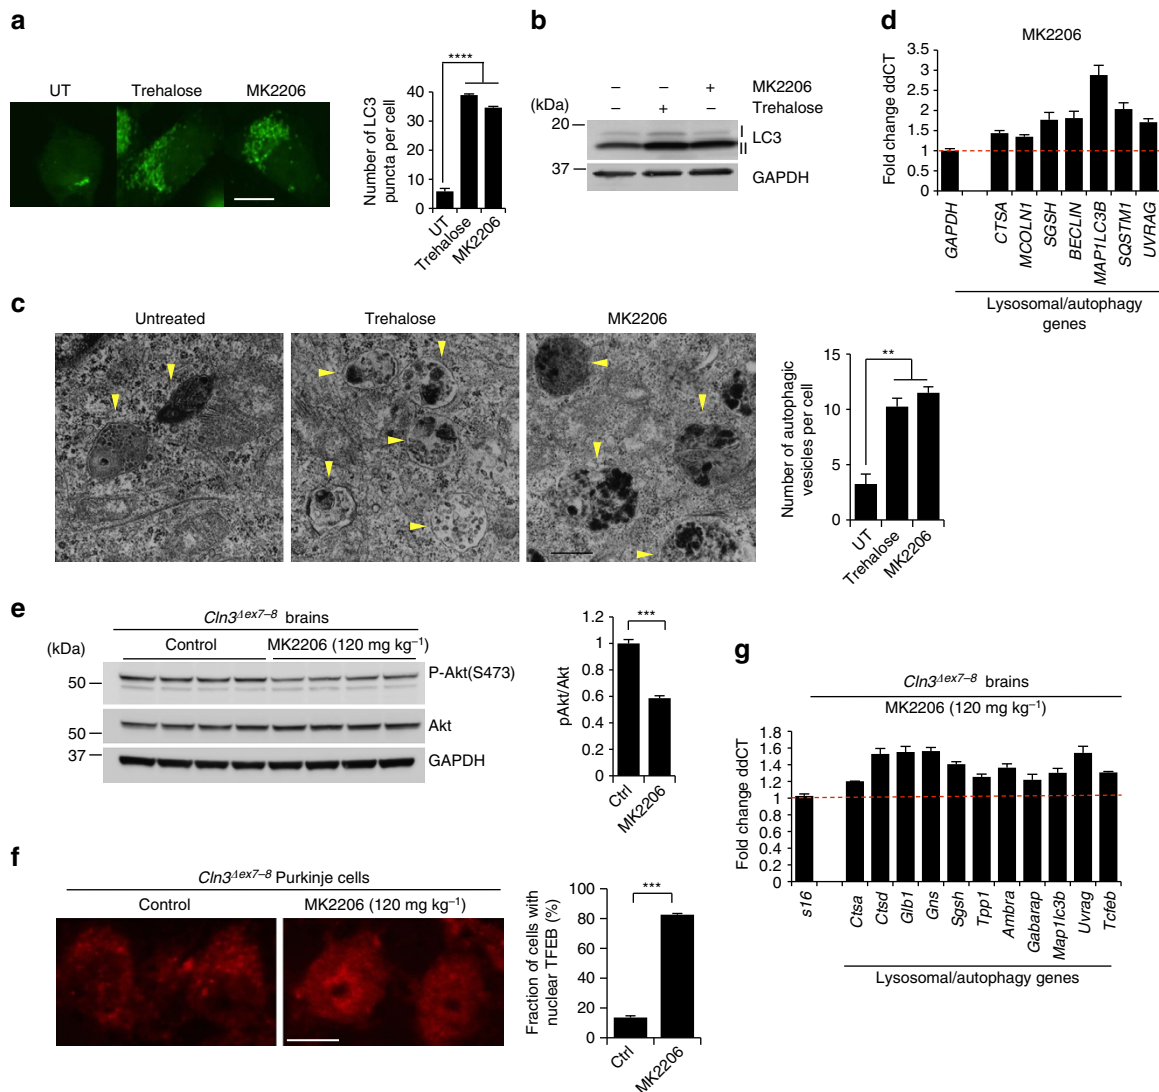 a
UT
Trehalose
MK2206
****
Number of LC3
puncta per cell
50
40
30
20
10
0
UT
Trehalose
MK2206
b
MK2206
Trehalose
– – +
– + –
(kDa)
20
37
I
II
LC3
GAPDH
d
MK2206
Fold change ddCT
3.5
3
2.5
2
1.5
1
0.5
0
GAPDH
CTSA
MCOLN1
SGSH
BECLIN
MAP1LC3B
SQSTM1
UVRAG
Lysosomal/autophagy
genes
c
Untreated
Trehalose
MK2206
**
Number of autophagic
vesicles per cell
15
10
5
0
UT
Trehalose
MK2206
e
Cln3Δex7–8 brains
(kDa)
Control
MK2206 (120 mg kg–1)
50
P-Akt(S473)
50
Akt
37
GAPDH
***
pAkt/Akt
1.2
1
0.8
0.6
0.4
0.2
0
Ctrl
MK2206
g
Cln3Δex7–8 brains
MK2206 (120 mg kg–1)
Fold change ddCT
1.8
1.6
1.4
1.2
1
0.8
0.6
0.4
0.2
0
s16
Ctsa
Ctsd
Glb1
Gns
Sgsh
Tpp1
Ambra
Gabarap
Map1lc3b
Uvrag
Tcfeb
Lysosomal/autophagy genes
f
Cln3Δex7–8 Purkinje cells
Control
MK2206 (120 mg kg–1)
***
Fraction of cells with
nuclear TFEB (%)
100
80
60
40
20
0
Ctrl
MK2206